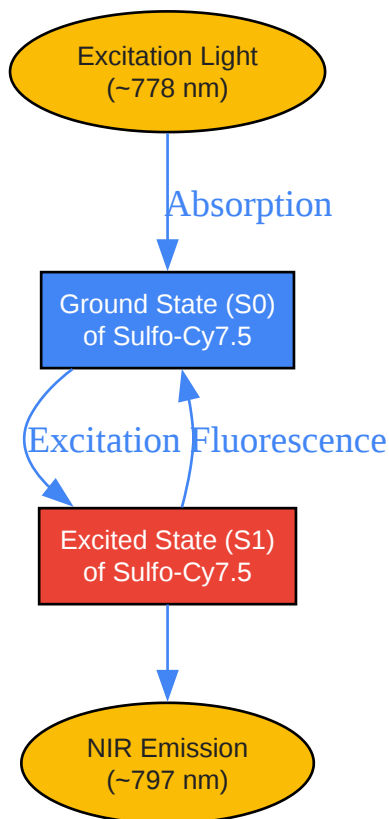 Excitation Light
(~778 nm)
Absorption
Ground State (S0)
of Sulfo-Cy7.5
Excitation
Fluorescence
Excited State (S1)
of Sulfo-Cy7.5
NIR Emission
(~797 nm)